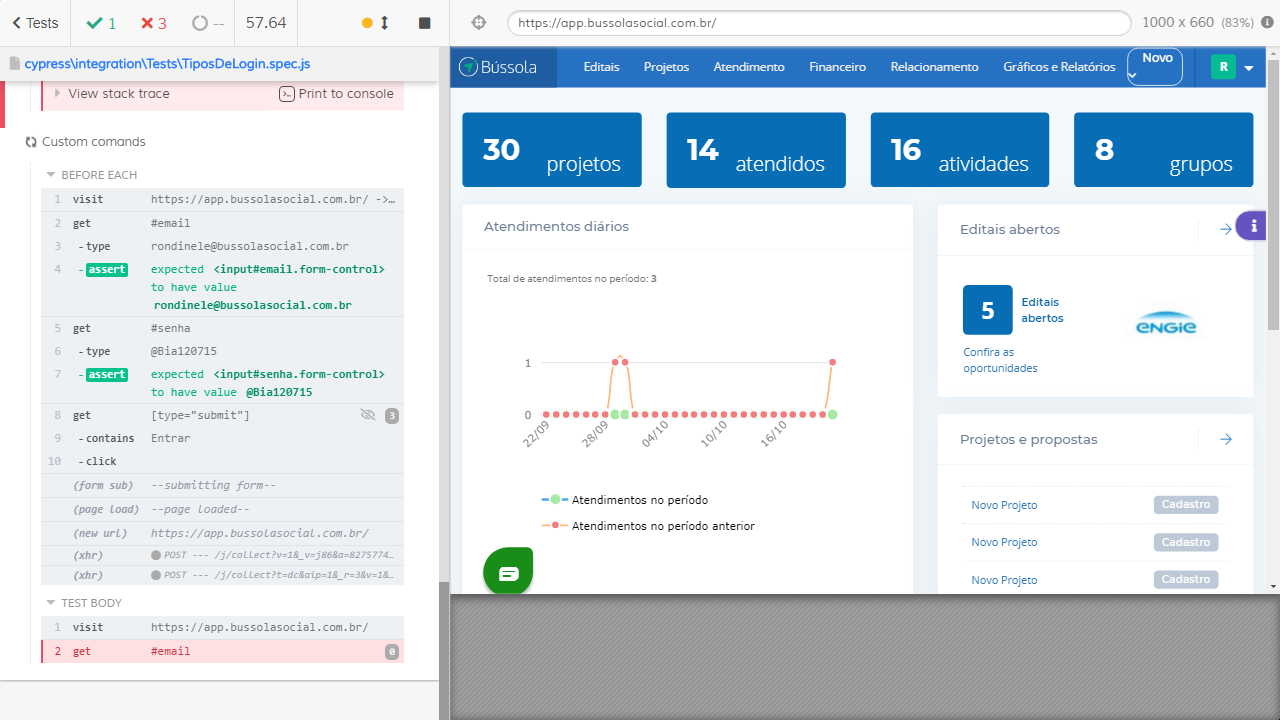 Tests
1
3
--
57.64
https://app.bussolasocial.com.br/
1000 x 660 (83%)
cypress\integration\Tests\TiposDeLogin.spec.js
View stack trace
Print to console
Custom comands
BEFORE EACH
1 visit https://app.bussolasocial.com.br/ ->…
2 get #email
3 -type rondinele@bussolasocial.com.br
4 -assert expected <input#email.form-control>
to have value
rondinele@bussolasocial.com.br
5 get #senha
6 -type @Bia120715
7 -assert expected <input#senha.form-control>
to have value @Bia120715
8 get [type="submit"] 3
9 -contains Entrar
10 -click
(form sub) --submitting form--
(page load) --page loaded--
(new url) https://app.bussolasocial.com.br/
(xhr) POST --- /j/collect?v=1&_v=j86&a=8275774…
(xhr) POST --- /j/collect?t=dc&aip=1&_r=3&v=1&…
TEST BODY
1 visit https://app.bussolasocial.com.br/
2 get #email 0
Bússola
Editais
Projetos
Atendimento
Financeiro
Relacionamento
Gráficos e Relatórios
Novo
R
30 projetos
14 atendidos
16 atividades
8 grupos
Atendimentos diários
Total de atendimentos no período: 3
1
0
22/09
28/09
04/10
10/10
16/10
Atendimentos no período
Atendimentos no período anterior
Editais abertos
i
5
Editais
abertos
ENGIE
Confira as
oportunidades
Projetos e propostas
Novo Projeto Cadastro
Novo Projeto Cadastro
Novo Projeto Cadastro